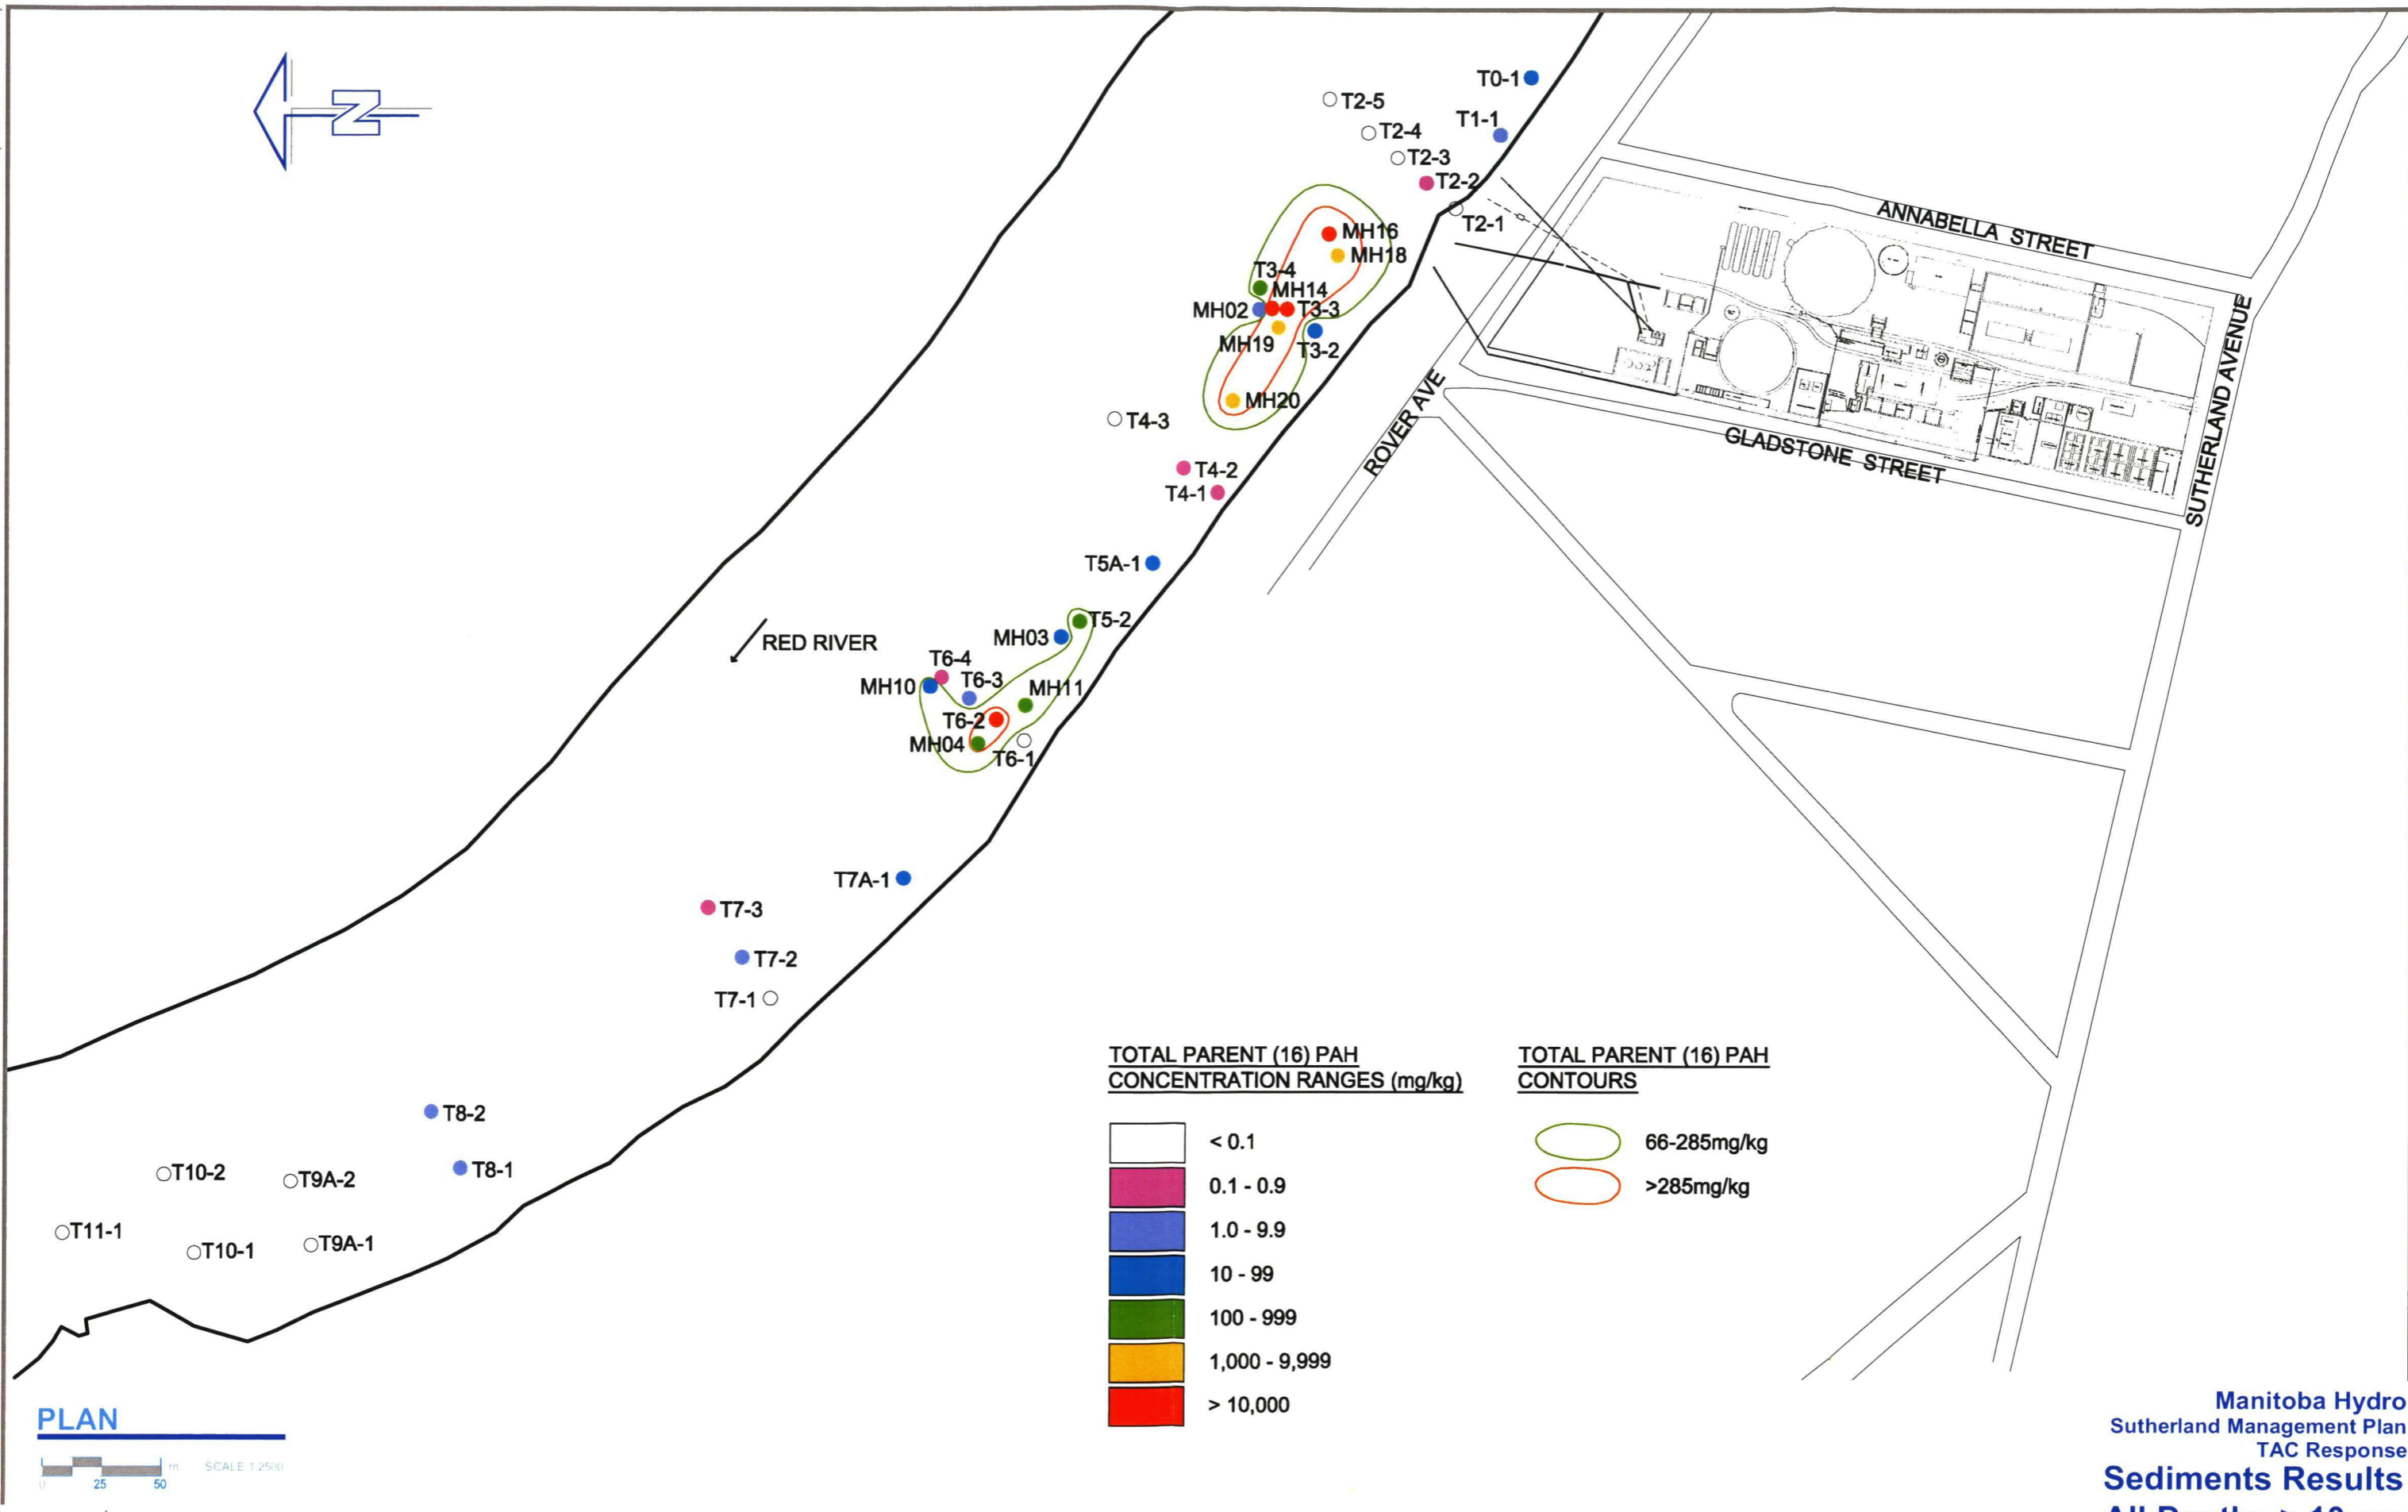 N
T0-1
T2-5
T1-1
T2-4
T2-3
T2-2
T2-1
ANNABELLA STREET
MH16
MH18
T3-4
MH14
MH02
T3-3
MH19
T3-2
MH20
ROVER AVE
GLADSTONE STREET
SUTHERLAND AVENUE
T4-3
T4-2
T4-1
T5A-1
T5-2
RED RIVER
MH03
T6-4
MH10
T6-3
MH11
T6-2
MH04
T6-1
T7A-1
T7-3
T7-2
T7-1
T8-2
T8-1
T10-2
T9A-2
T11-1
T10-1
T9A-1
TOTAL PARENT (16) PAH
CONCENTRATION RANGES (mg/kg)
< 0.1
0.1 - 0.9
1.0 - 9.9
10 - 99
100 - 999
1,000 - 9,999
> 10,000
TOTAL PARENT (16) PAH
CONTOURS
66-285mg/kg
>285mg/kg
PLAN
0 25 50 m
SCALE 1:2500
Manitoba Hydro
Sutherland Management Plan
TAC Response
Sediments Results